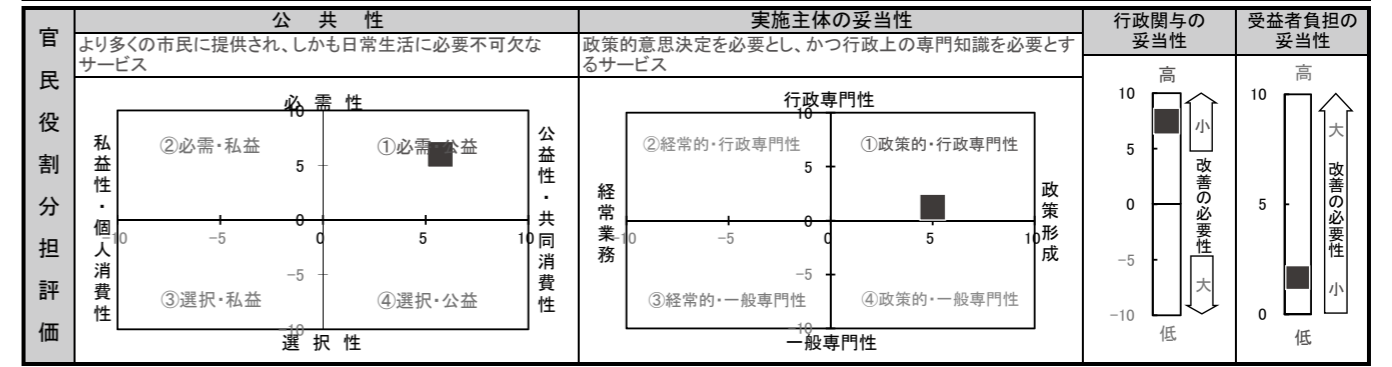 官民役割分担評価
公共性
より多くの市民に提供され、しかも日常生活に必要不可欠な
サービス
必需性
10
②必需・私益
①必需・公益
5
私益性・個人消費性
公益性・共同消費性
0
-10
-5
0
5
10
-5
③選択・私益
④選択・公益
-10
選択性
実施主体の妥当性
政策的意思決定を必要とし、かつ行政上の専門知識を必要とす
るサービス
行政専門性
10
②経常的・行政専門性
①政策的・行政専門性
5
経常業務
政策形成
0
-10
-5
0
5
10
-5
③経常的・一般専門性
④政策的・一般専門性
-10
一般専門性
行政関与の
妥当性
高
10
5
0
-5
-10
低
小
改善の必要性
大
受益者負担の
妥当性
高
10
5
0
低
大
改善の必要性
小